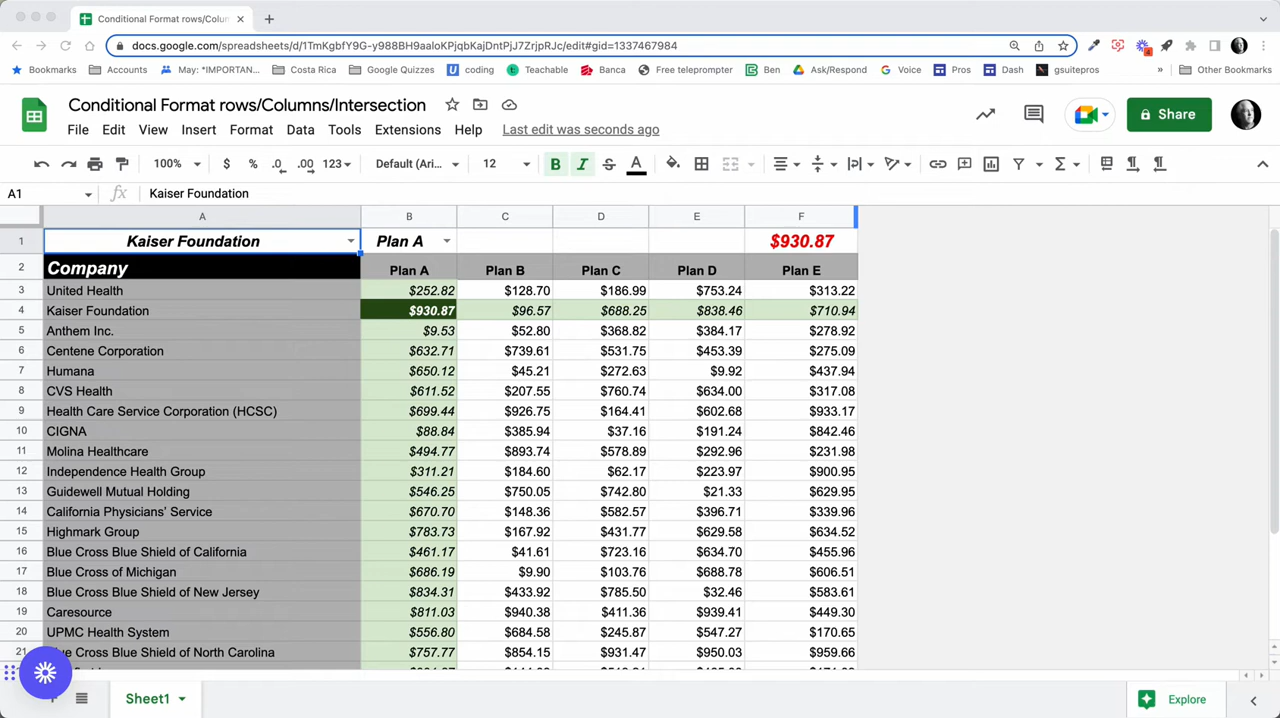 Conditional Format rows/Colum
docs.google.com/spreadsheets/d/1TmKgbfY9G-y988BH9aaloKPjqbKajDntPjJ7ZrjpRJc/edit#gid=1337467984
Bookmarks Accounts May: *IMPORTAN... Costa Rica Google Quizzes coding Teachable Banca Free teleprompter Ben Ask/Respond Voice Pros Dash gsuitepros » Other Bookmarks
Conditional Format rows/Columns/Intersection
Share
File Edit View Insert Format Data Tools Extensions Help Last edit was seconds ago
100% $ % .0 .00 123 Default (Ari... 12 B I S A
A1 fx Kaiser Foundation
A B C D E F
1 Kaiser Foundation Plan A $930.87
2 Company Plan A Plan B Plan C Plan D Plan E
3 United Health $252.82 $128.70 $186.99 $753.24 $313.22
4 Kaiser Foundation $930.87 $96.57 $688.25 $838.46 $710.94
5 Anthem Inc. $9.53 $52.80 $368.82 $384.17 $278.92
6 Centene Corporation $632.71 $739.61 $531.75 $453.39 $275.09
7 Humana $650.12 $45.21 $272.63 $9.92 $437.94
8 CVS Health $611.52 $207.55 $760.74 $634.00 $317.08
9 Health Care Service Corporation (HCSC) $699.44 $926.75 $164.41 $602.68 $933.17
10 CIGNA $88.84 $385.94 $37.16 $191.24 $842.46
11 Molina Healthcare $494.77 $893.74 $578.89 $292.96 $231.98
12 Independence Health Group $311.21 $184.60 $62.17 $223.97 $900.95
13 Guidewell Mutual Holding $546.25 $750.05 $742.80 $21.33 $629.95
14 California Physicians’ Service $670.70 $148.36 $582.57 $396.71 $339.96
15 Highmark Group $783.73 $167.92 $431.77 $629.58 $634.52
16 Blue Cross Blue Shield of California $461.17 $41.61 $723.16 $634.70 $455.96
17 Blue Cross of Michigan $686.19 $9.90 $103.76 $688.78 $606.51
18 Blue Cross Blue Shield of New Jersey $834.31 $433.92 $785.50 $32.46 $583.61
19 Caresource $811.03 $940.38 $411.36 $939.41 $449.30
20 UPMC Health System $556.80 $684.58 $245.87 $547.27 $170.65
21 Cross Blue Shield of North Carolina $757.77 $854.15 $931.47 $950.03 $959.66
Sheet1 Explore